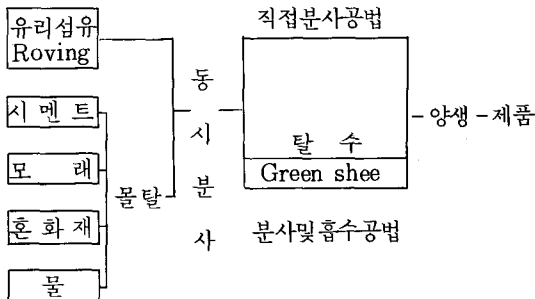 직접분사공법
유리섬유
Roving
동시분사
시멘트
모래
혼화재
물
몰탈
탈수
Green shee
분사및흡수공법
- 양생 - 제품